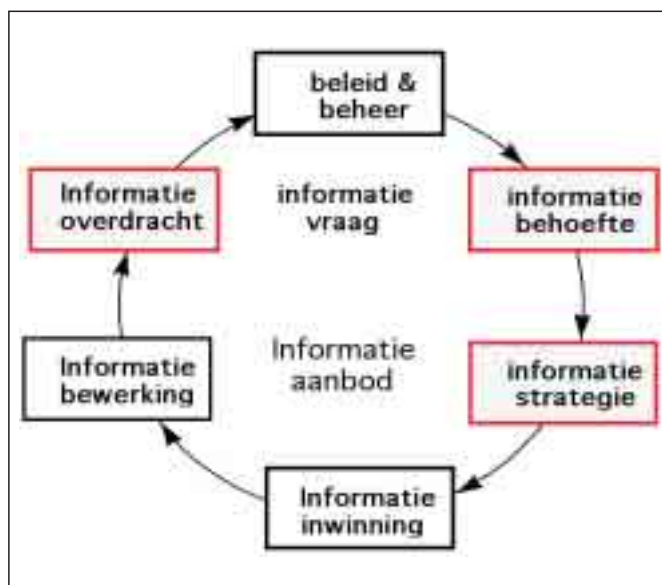 beleid &
beheer
Informatie
overdracht
informatie
vraag
informatie
behoefte
Informatie
aanbod
Informatie
bewerking
informatie
strategie
Informatie
inwinning